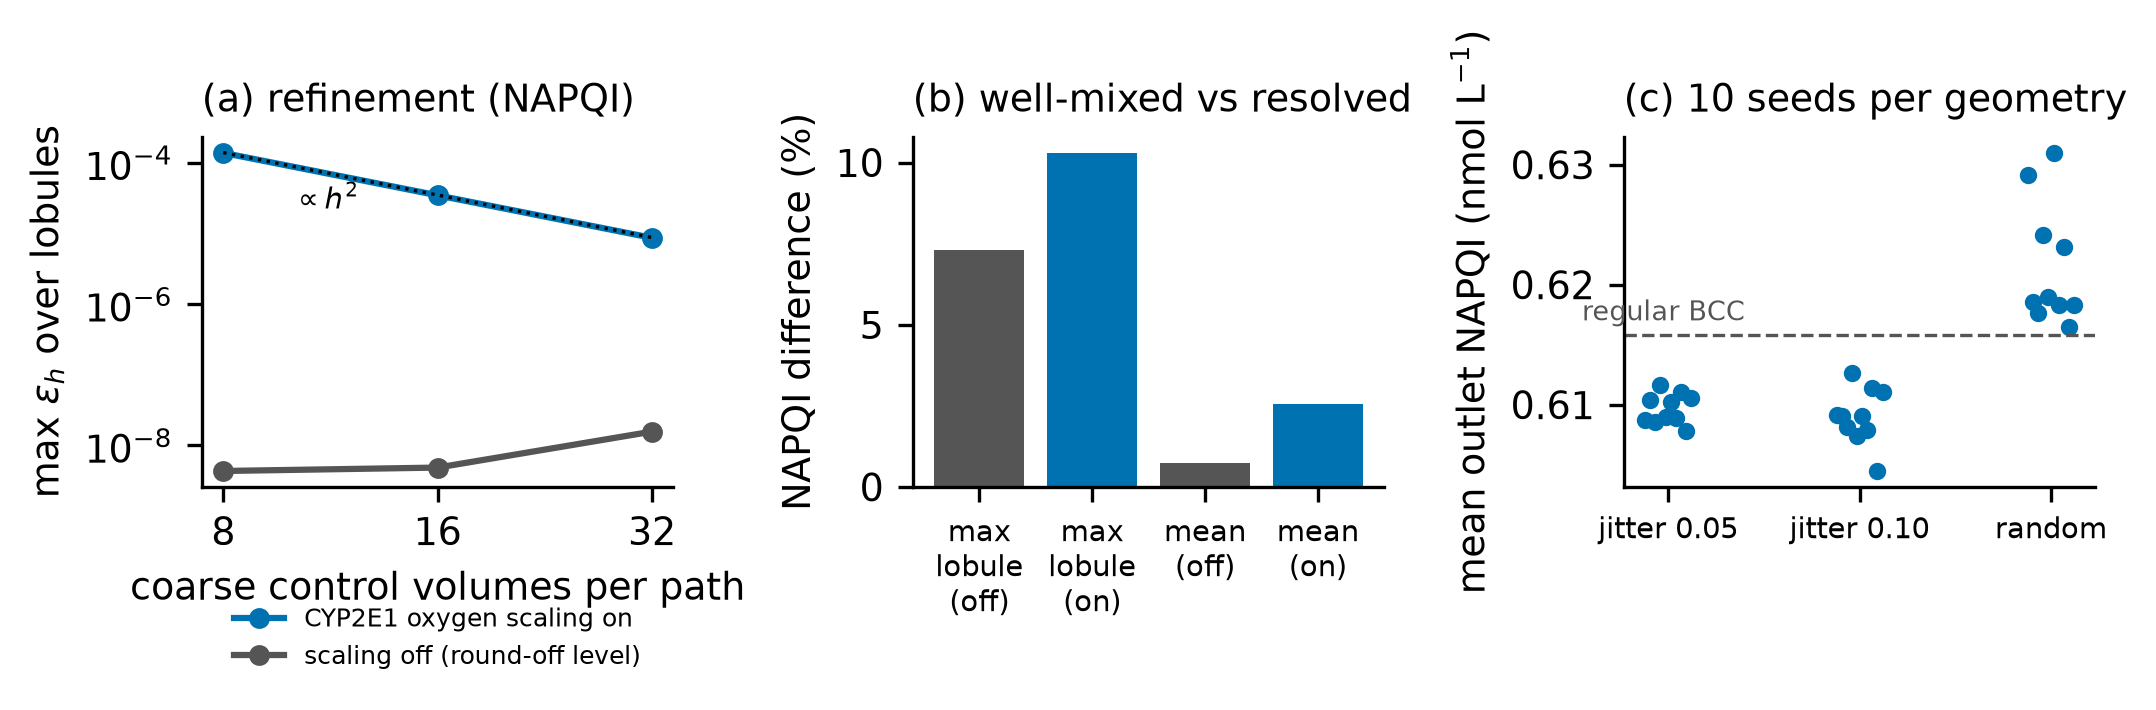 (a) refinement (NAPQI)
max εₕ over lobules
10⁻⁴
10⁻⁶
10⁻⁸
∝ h²
8 16 32
coarse control volumes per path
CYP2E1 oxygen scaling on
scaling off (round-off level)
(b) well-mixed vs resolved
NAPQI difference (%)
10
5
0
max lobule (off)
max lobule (on)
mean (off)
mean (on)
(c) 10 seeds per geometry
mean outlet NAPQI (nmol L⁻¹)
0.63
0.62
0.61
regular BCC
jitter 0.05 jitter 0.10 random